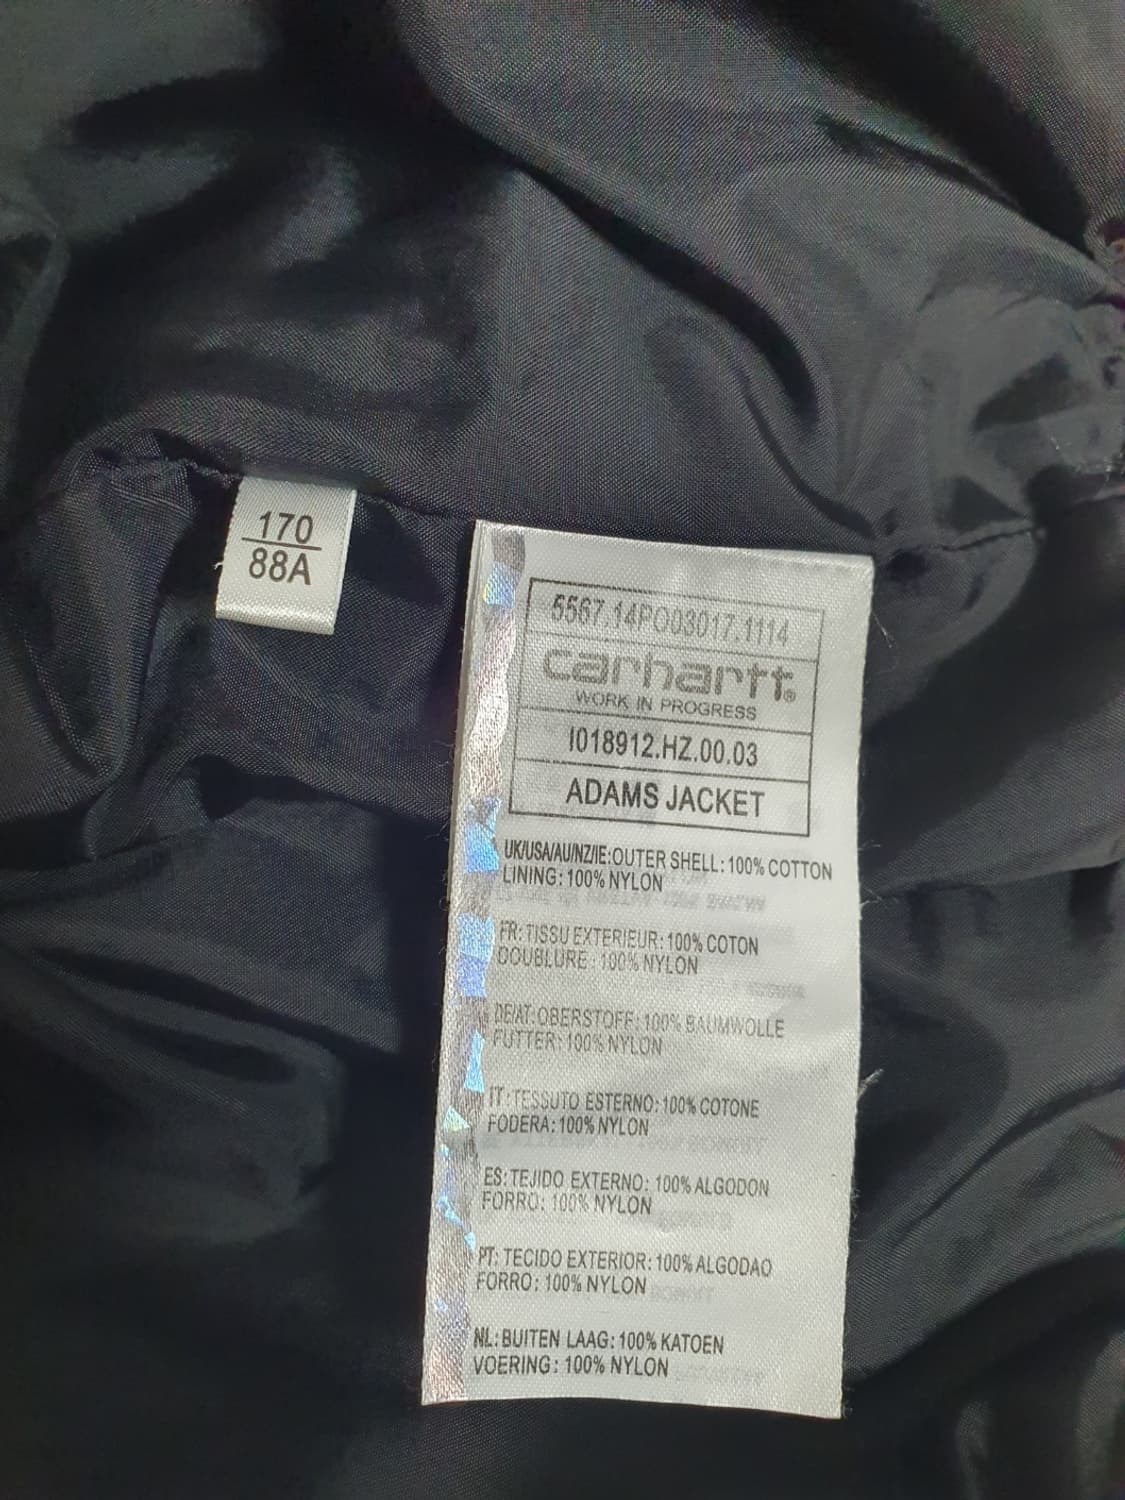 170
88A
5567.14PO03017.1114
carhartt®
WORK IN PROGRESS
I018912.HZ.00.03
ADAMS JACKET
UK/USA/AU/NZ/IE:OUTER SHELL: 100% COTTON
LINING: 100% NYLON
FR: TISSU EXTERIEUR: 100% COTON
DOUBLURE : 100% NYLON
DE/AT: OBERSTOFF: 100% BAUMWOLLE
FUTTER: 100% NYLON
IT: TESSUTO ESTERNO: 100% COTONE
FODERA: 100% NYLON
ES: TEJIDO EXTERNO: 100% ALGODON
FORRO: 100% NYLON
PT: TECIDO EXTERIOR: 100% ALGODAO
FORRO: 100% NYLON
NL: BUITEN LAAG: 100% KATOEN
VOERING: 100% NYLON